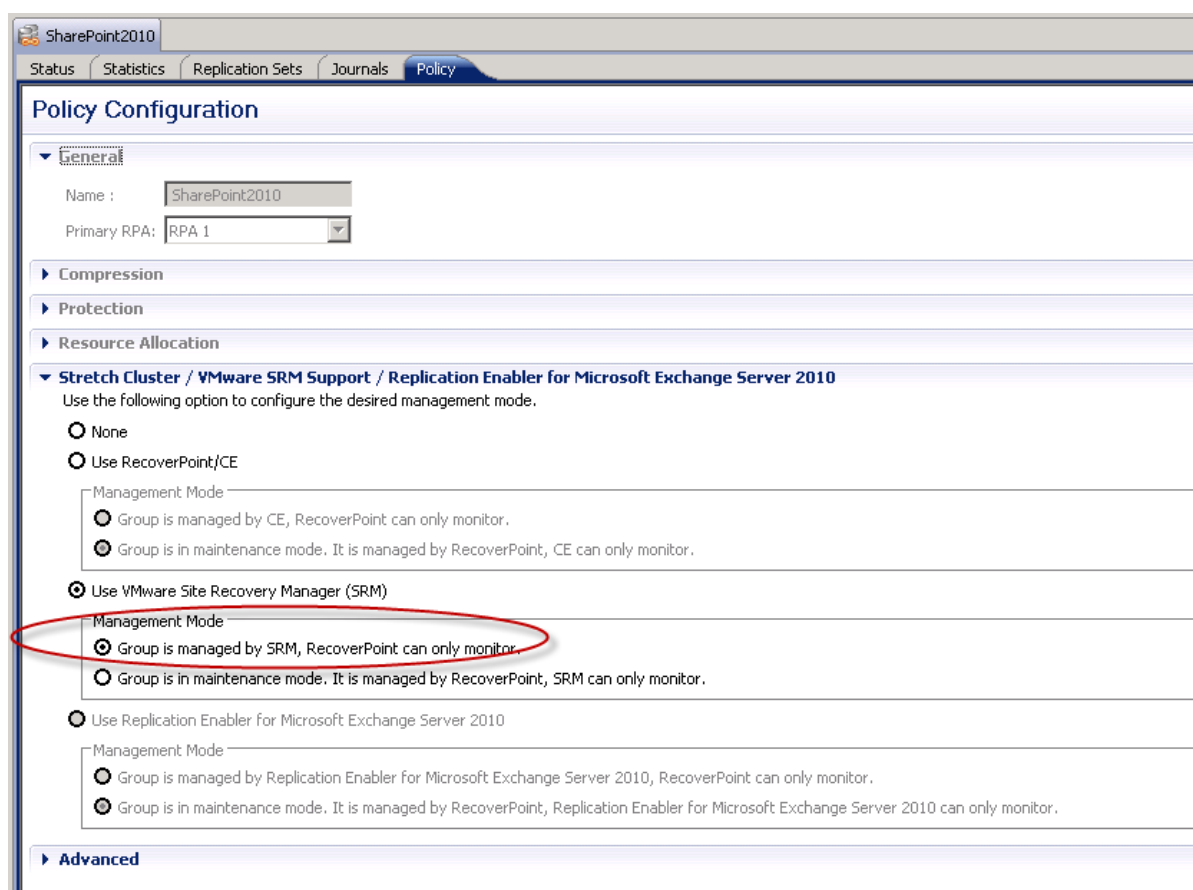 SharePoint2010
Status Statistics Replication Sets Journals Policy
Policy Configuration
General
Name : SharePoint2010
Primary RPA: RPA 1
Compression
Protection
Resource Allocation
Stretch Cluster / VMware SRM Support / Replication Enabler for Microsoft Exchange Server 2010
Use the following option to configure the desired management mode.
None
Use RecoverPoint/CE
Management Mode
Group is managed by CE, RecoverPoint can only monitor.
Group is in maintenance mode. It is managed by RecoverPoint, CE can only monitor.
Use VMware Site Recovery Manager (SRM)
Management Mode
Group is managed by SRM, RecoverPoint can only monitor.
Group is in maintenance mode. It is managed by RecoverPoint, SRM can only monitor.
Use Replication Enabler for Microsoft Exchange Server 2010
Management Mode
Group is managed by Replication Enabler for Microsoft Exchange Server 2010, RecoverPoint can only monitor.
Group is in maintenance mode. It is managed by RecoverPoint, Replication Enabler for Microsoft Exchange Server 2010 can only monitor.
Advanced